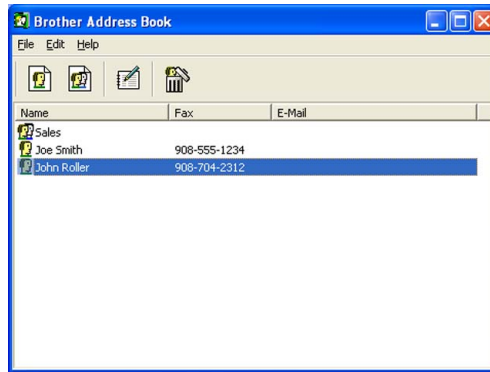 Brother Address Book
File Edit Help
Name Fax E-Mail
Sales
Joe Smith 908-555-1234
John Roller 908-704-2312